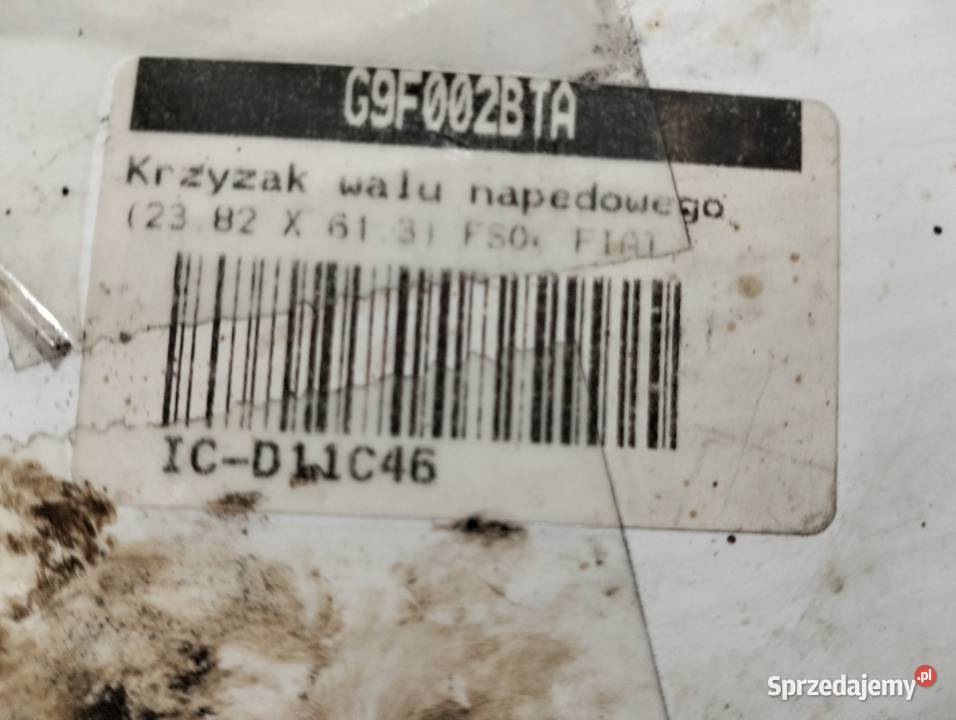 G9F002BTA
Krzyzak walu napedowego
(23.82 X 61.3) FSO, FIAT
IC-D11C46
Sprzedajemy.pl